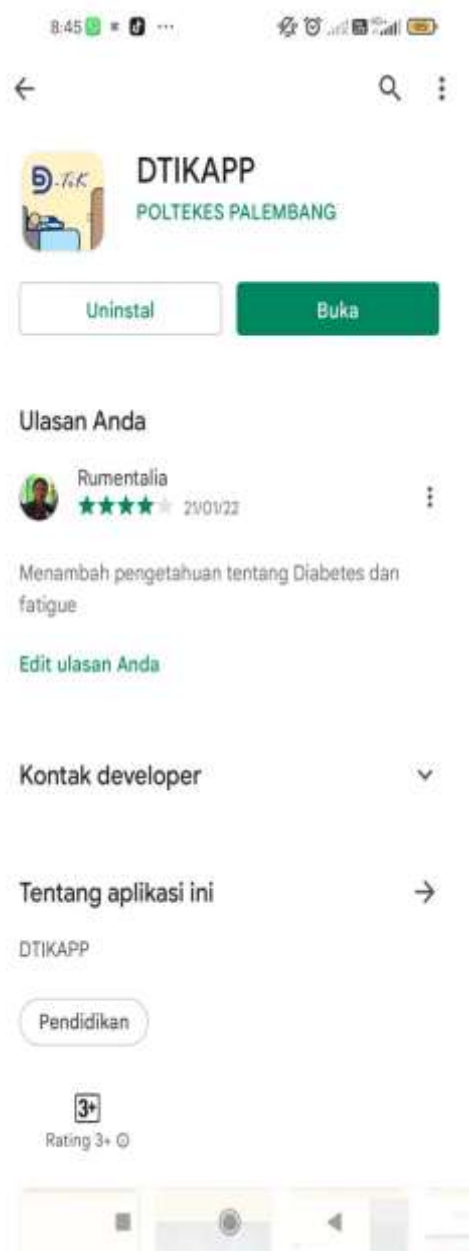 8:45
D-TiK
DTIKAPP
POLTEKES PALEMBANG
Uninstal
Buka
Ulasan Anda
Rumentalia
21/01/22
Menambah pengetahuan tentang Diabetes dan
fatigue
Edit ulasan Anda
Kontak developer
Tentang aplikasi ini
DTIKAPP
Pendidikan
3+
Rating 3+